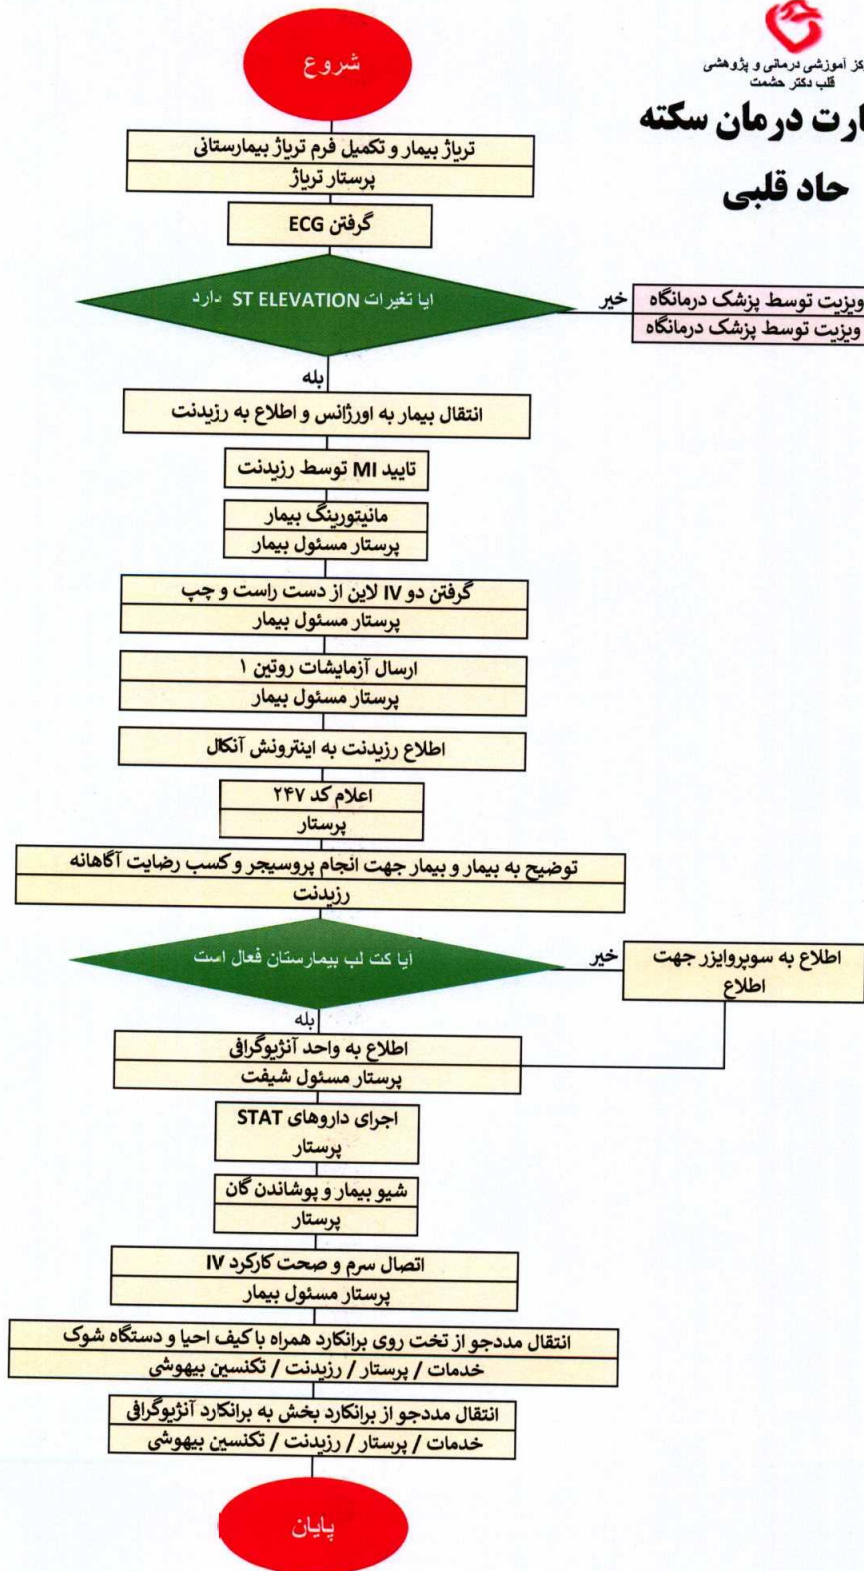 شروع
آموزشی درمانی و پژوهشی
قلب دکتر حشمت
درمان سکته
حاد قلبی
تریاژ بیمار و تکمیل فرم تریاژ بیمارستانی
پرستار تریاژ
گرفتن ECG
ایا تغیرات ST ELEVATION دارد
خیر
ویزیت توسط پزشک درمانگاه
ویزیت توسط پزشک درمانگاه
بله
انتقال بیمار به اورژانس و اطلاع به رزیدنت
تایید MI توسط رزیدنت
مانیتورینگ بیمار
پرستار مسئول بیمار
گرفتن دو IV لاین از دست راست و چپ
پرستار مسئول بیمار
ارسال آزمایشات روتین ۱
پرستار مسئول بیمار
اطلاع رزیدنت به اینترونش آنکال
اعلام کد ۲۴۷
پرستار
توضیح به بیمار و بیمار جهت انجام پروسیجر و کسب رضایت آگاهانه
رزیدنت
آیا کت لب بیمارستان فعال است
خیر
اطلاع به سوپروایزر جهت
اطلاع
بله
اطلاع به واحد آنژیوگرافی
پرستار مسئول شیفت
اجرای داروهای STAT
پرستار
شیو بیمار و پوشاندن گان
پرستار
اتصال سرم و صحت کارکرد IV
پرستار مسئول بیمار
انتقال مددجو از تخت روی برانکارد همراه با کیف احیا و دستگاه شوک
خدمات / پرستار / رزیدنت / تکنسین بیهوشی
انتقال مددجو از برانکارد بخش به برانکارد آنژیوگرافی
خدمات / پرستار / رزیدنت / تکنسین بیهوشی
پایان